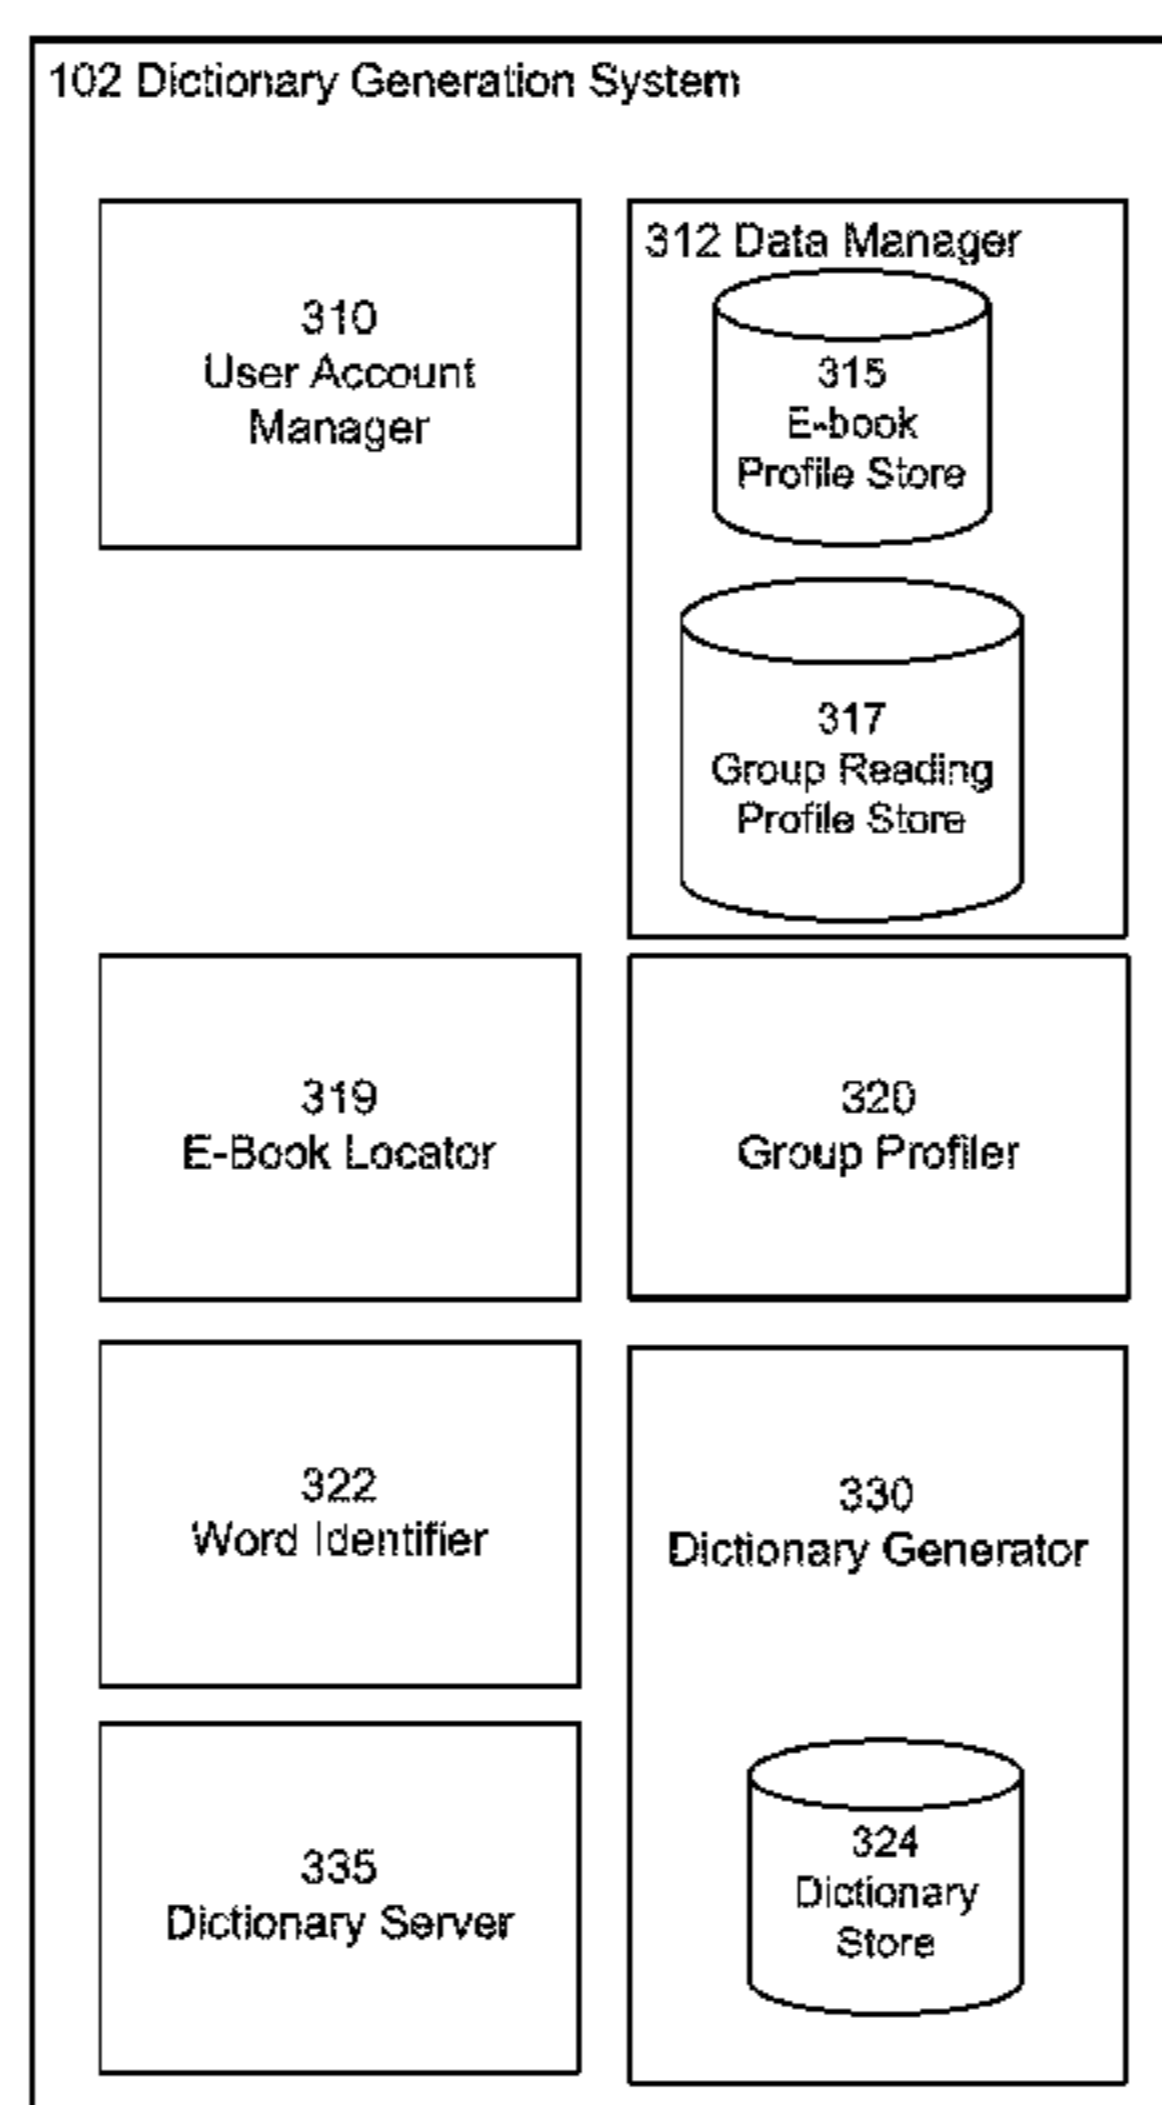 102 Dictionary Generation System
310
User Account
Manager
312 Data Manager
315
E-book
Profile Store
317
Group Reading
Profile Store
319
E-Book Locator
320
Group Profiler
322
Word Identifier
330
Dictionary Generator
335
Dictionary Server
324
Dictionary
Store